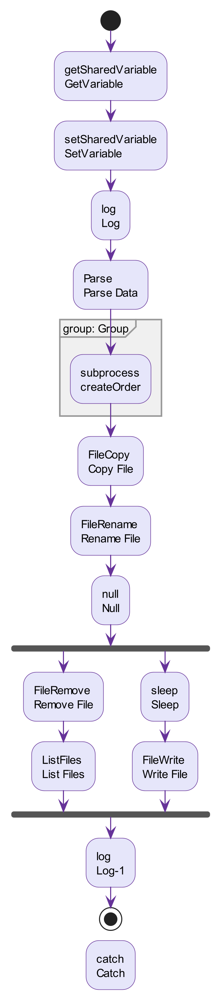 getSharedVariable
GetVariable
setSharedVariable
SetVariable
log
Log
Parse
Parse Data
group: Group
subprocess
createOrder
FileCopy
Copy File
FileRename
Rename File
null
Null
FileRemove
Remove File
sleep
Sleep
ListFiles
List Files
FileWrite
Write File
log
Log-1
catch
Catch